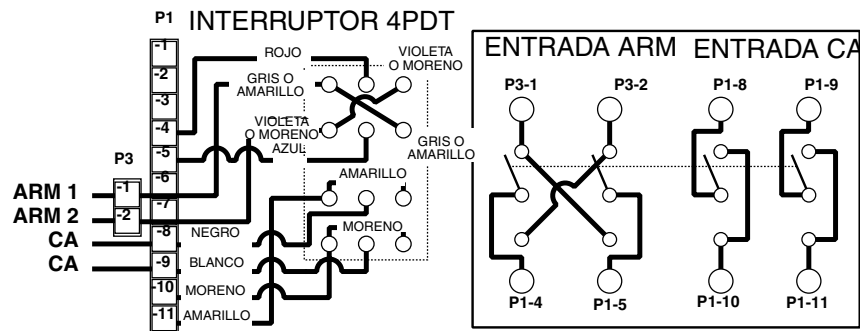 P1 INTERRUPTOR 4PDT
-1
-2
-3
-4
-5
-6
-7
-8
-9
-10
-11
P3
-1
-2
ARM 1
ARM 2
CA
CA
ROJO
VIOLETA
O MORENO
GRIS O
AMARILLO
VIOLETA
MORENO
AZUL
GRIS O
AMARILLO
AMARILLO
NEGRO
MORENO
BLANCO
MORENO
AMARILLO
ENTRADA ARM ENTRADA CA
P3-1 P3-2 P1-8 P1-9
P1-4 P1-5 P1-10 P1-11